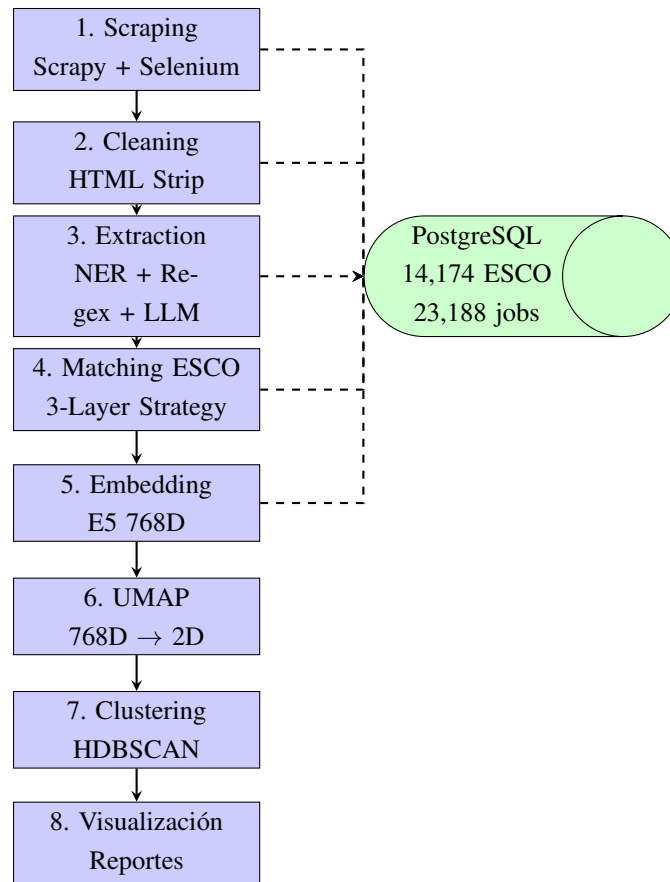 1. Scraping
Scrapy + Selenium
2. Cleaning
HTML Strip
3. Extraction
NER + Re-
gex + LLM
4. Matching ESCO
3-Layer Strategy
5. Embedding
E5 768D
6. UMAP
768D → 2D
7. Clustering
HDBSCAN
8. Visualización
Reportes
PostgreSQL
14,174 ESCO
23,188 jobs